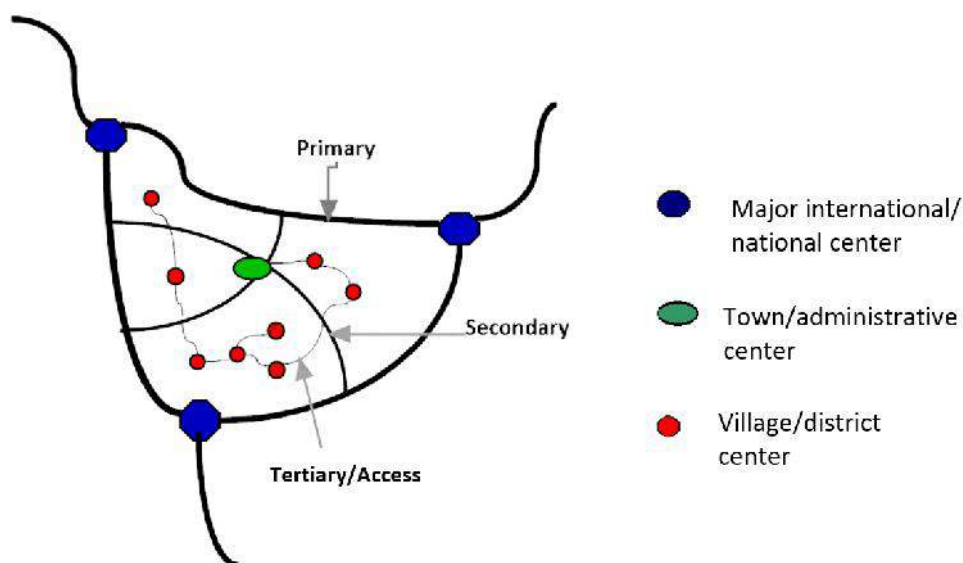 Primary
Secondary
Tertiary/Access
Major international/
national center
Town/administrative
center
Village/district
center